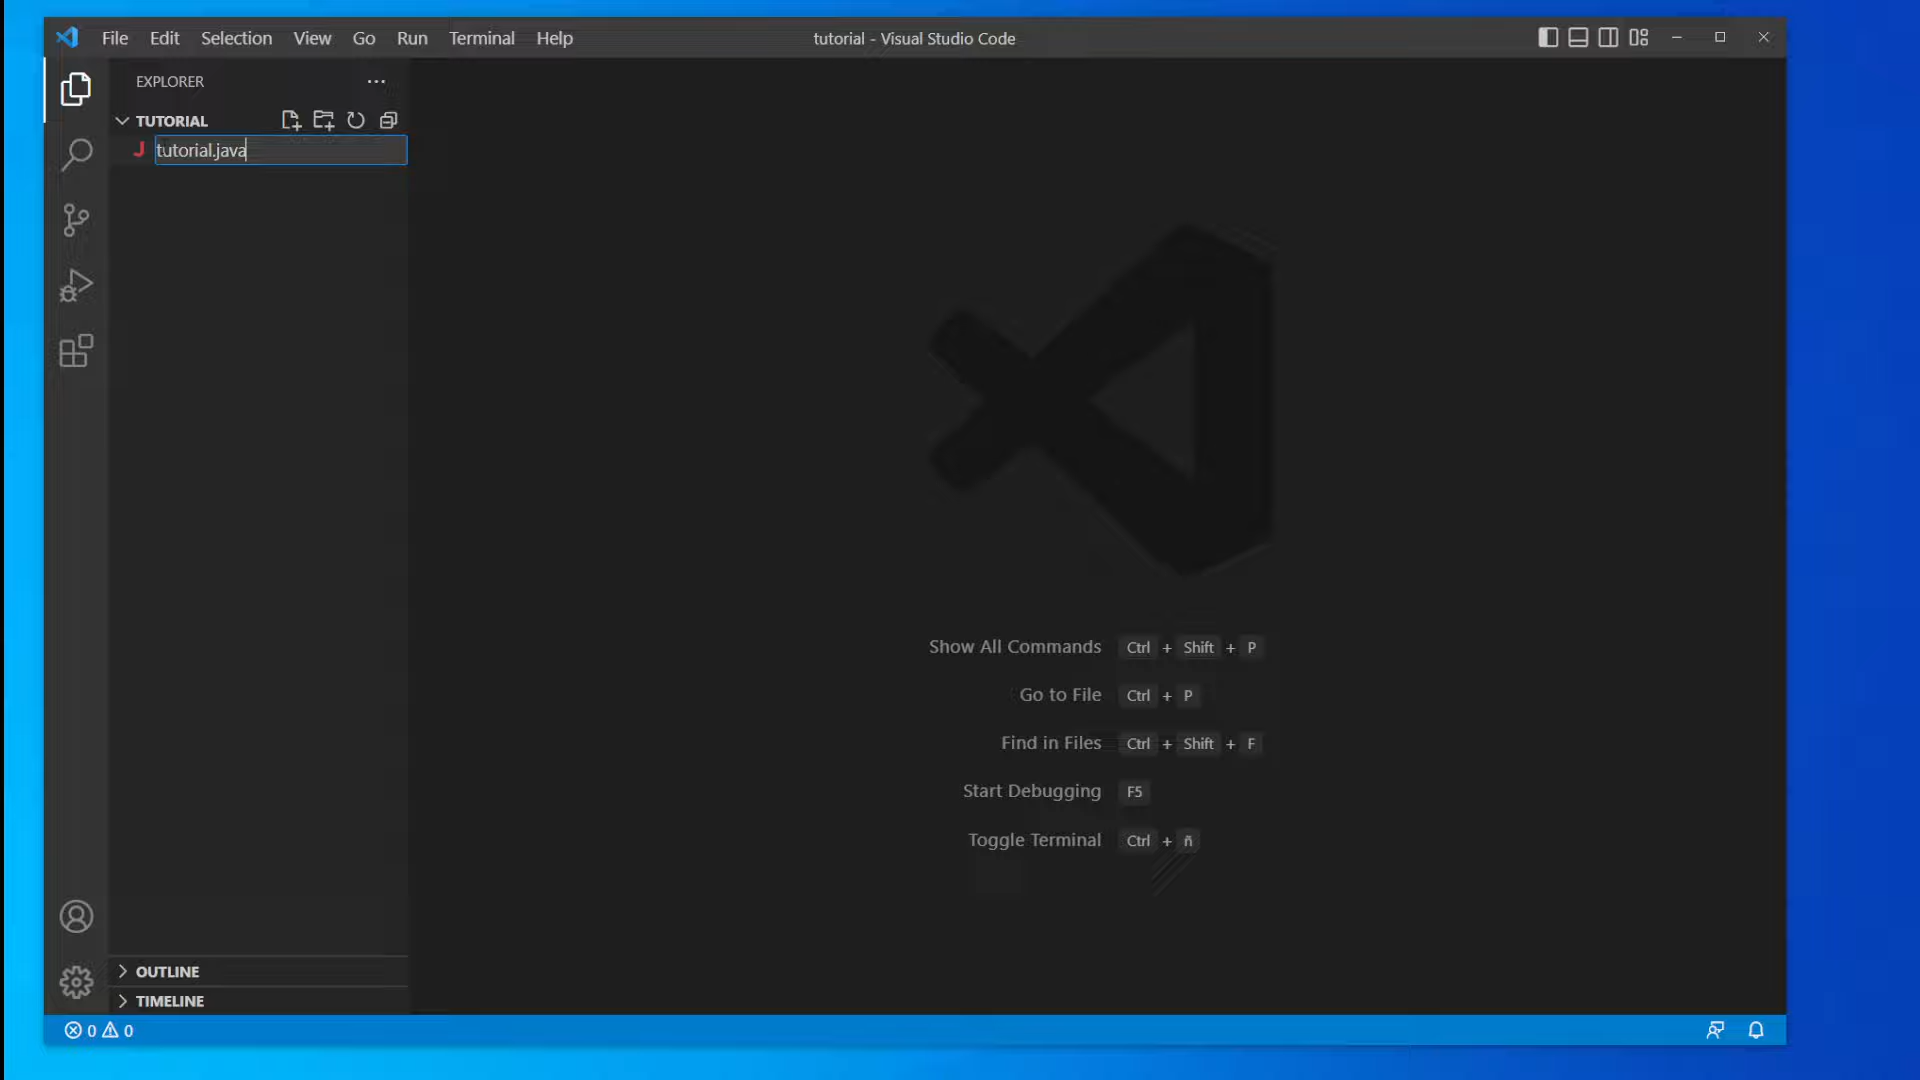 File Edit Selection View Go Run Terminal Help
tutorial - Visual Studio Code
EXPLORER
TUTORIAL
J tutorial.java
Show All Commands Ctrl + Shift + P
Go to File Ctrl + P
Find in Files Ctrl + Shift + F
Start Debugging F5
Toggle Terminal Ctrl + ñ
OUTLINE
TIMELINE
0 0